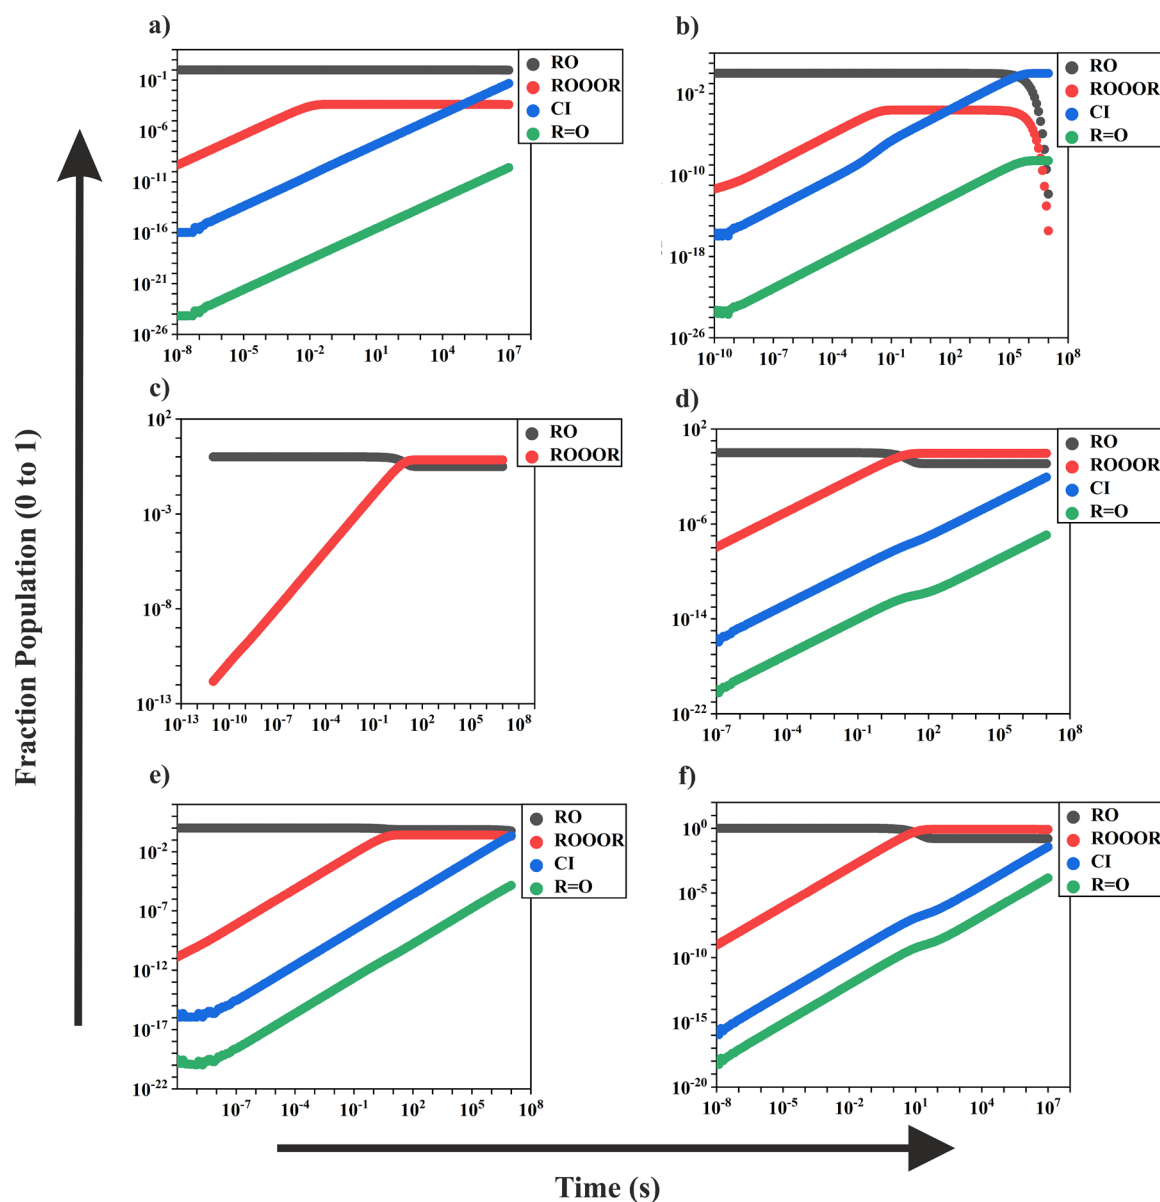 a)
RO
ROOOR
CI
R=O
10⁻¹
10⁻⁶
10⁻¹¹
10⁻¹⁶
10⁻²¹
10⁻²⁶
10⁻⁸
10⁻⁵
10⁻²
10¹
10⁴
10⁷
b)
RO
ROOOR
CI
R=O
10⁻²
10⁻¹⁰
10⁻¹⁸
10⁻²⁶
10⁻¹⁰
10⁻⁷
10⁻⁴
10⁻¹
10²
10⁵
10⁸
c)
RO
ROOOR
10²
10⁻³
10⁻⁸
10⁻¹³
10⁻¹³
10⁻¹⁰
10⁻⁷
10⁻⁴
10⁻¹
10²
10⁵
10⁸
d)
RO
ROOOR
CI
R=O
10²
10⁻⁶
10⁻¹⁴
10⁻²²
10⁻⁷
10⁻⁴
10⁻¹
10²
10⁵
10⁸
e)
RO
ROOOR
CI
R=O
10⁻²
10⁻⁷
10⁻¹²
10⁻¹⁷
10⁻²²
10⁻⁷
10⁻⁴
10⁻¹
10²
10⁵
10⁸
f)
RO
ROOOR
CI
R=O
10⁰
10⁻⁵
10⁻¹⁰
10⁻¹⁵
10⁻²⁰
10⁻⁸
10⁻⁵
10⁻²
10¹
10⁴
10⁷
Fraction Population (0 to 1)
Time (s)